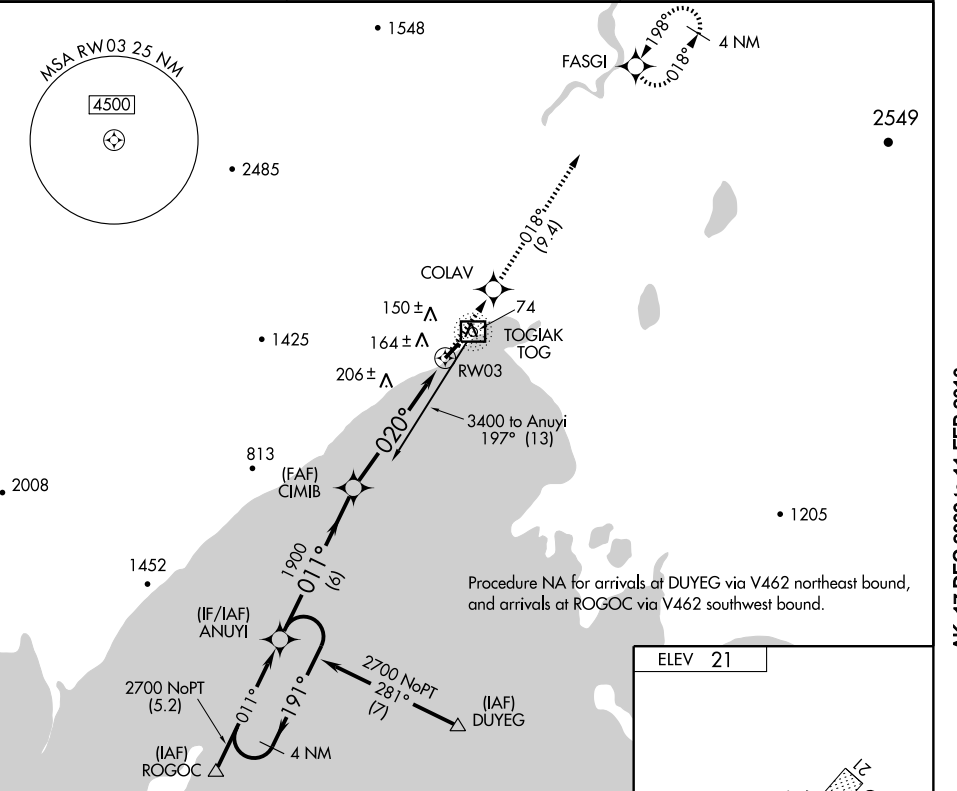 1548
198°
018°
4 NM
FASGI
MSA RW03 25 NM
4500
2549
2485
018°
(9.4)
COLAV
150 ±
74
1425
164 ±
TOGIAK
TOG
206 ±
RW03
3400 to Anuyi
197° (13)
020°
813
(FAF)
CIMIB
2008
1205
1900
011°
(6)
1452
Procedure NA for arrivals at DUYEG via V462 northeast bound,
and arrivals at ROGOC via V462 southwest bound.
(IF/IAF)
ANUYI
ELEV 21
2700 NoPT
281°
(7)
2700 NoPT
(5.2)
011°
191°
(IAF)
DUYEG
4 NM
(IAF)
ROGOC
21